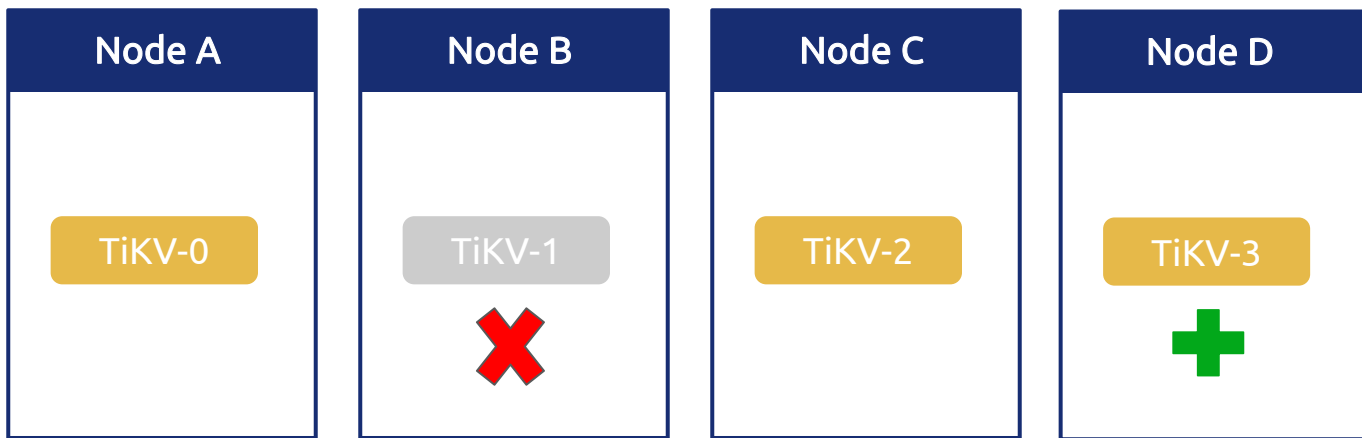 Node A
Node B
Node C
Node D
TiKV-0
TiKV-1
TiKV-2
TiKV-3